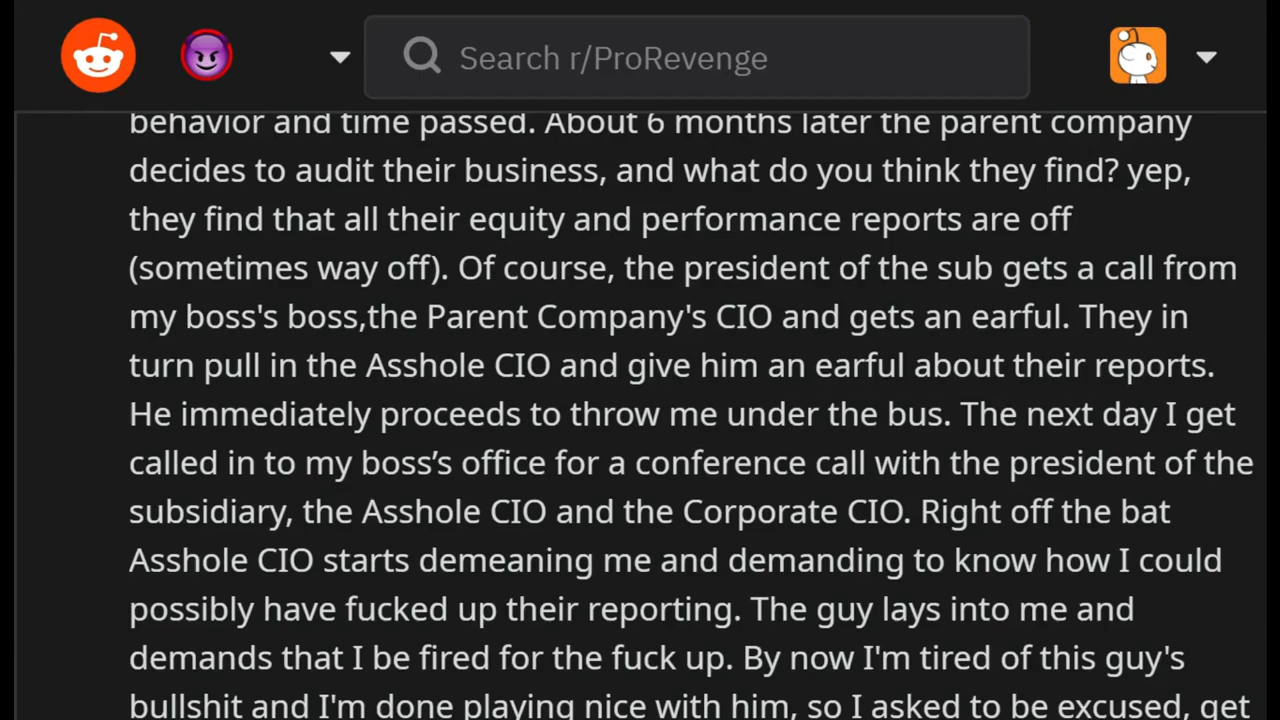 Search r/ProRevenge
behavior and time passed. About 6 months later the parent company
decides to audit their business, and what do you think they find? yep,
they find that all their equity and performance reports are off
(sometimes way off). Of course, the president of the sub gets a call from
my boss's boss,the Parent Company's CIO and gets an earful. They in
turn pull in the Asshole CIO and give him an earful about their reports.
He immediately proceeds to throw me under the bus. The next day I get
called in to my boss’s office for a conference call with the president of the
subsidiary, the Asshole CIO and the Corporate CIO. Right off the bat
Asshole CIO starts demeaning me and demanding to know how I could
possibly have fucked up their reporting. The guy lays into me and
demands that I be fired for the fuck up. By now I'm tired of this guy's
bullshit and I'm done playing nice with him, so I asked to be excused, get